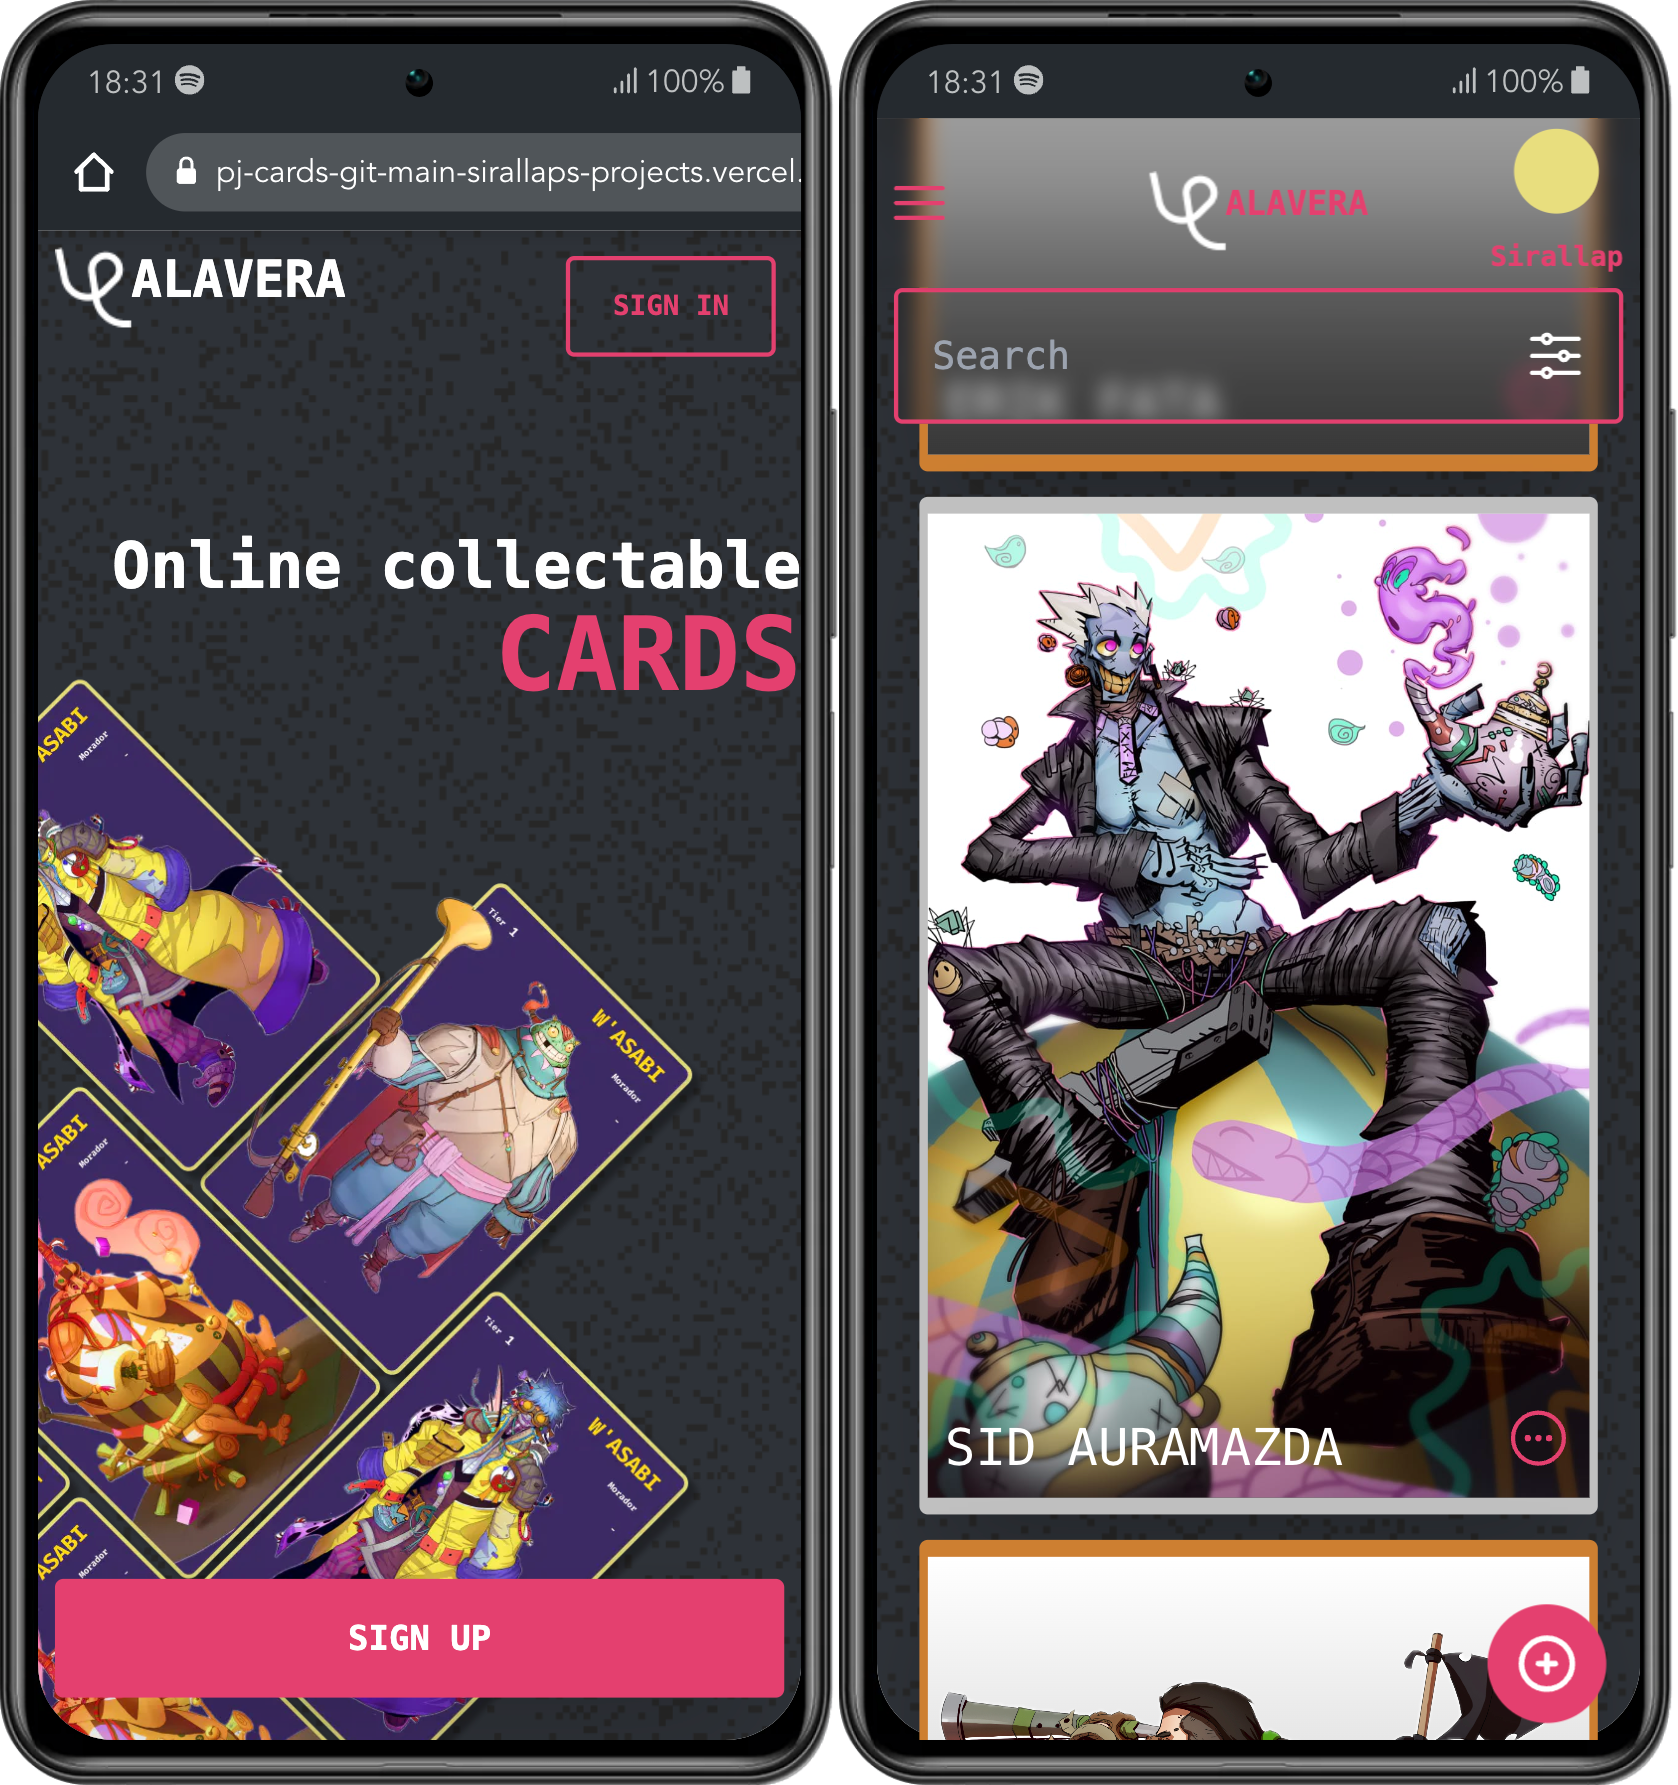 18:31
100%
pj-cards-git-main-sirallaps-projects.vercel.
ALAVERA
SIGN IN
Online collectable
CARDS
ASABI
Morador
-
Tier 1
W'ASABI
Morador
-
ASABI
Morador
-
Tier 1
W'ASABI
Morador
-
ASABI
Morador
-
SIGN UP
18:31
100%
ALAVERA
Sirallap
Search
ERIK FATA
SID AURAMAZDA